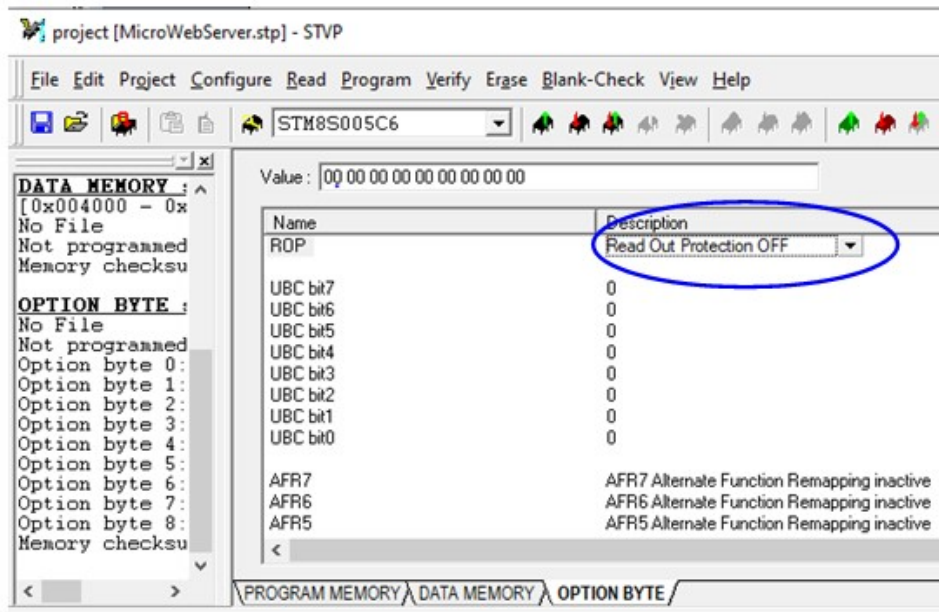 project [MicroWebServer.stp] - STVP
File Edit Project Configure Read Program Verify Erase Blank-Check View Help
STM8S005C6
DATA MEMORY :
[0x004000 - 0x
No File
Not programmed
Memory checksu
OPTION BYTE :
No File
Not programmed
Option byte 0:
Option byte 1:
Option byte 2:
Option byte 3:
Option byte 4:
Option byte 5:
Option byte 6:
Option byte 7:
Option byte 8:
Memory checksu
Value : 00 00 00 00 00 00 00 00 00
Name Description
ROP Read Out Protection OFF
UBC bit7 0
UBC bit6 0
UBC bit5 0
UBC bit4 0
UBC bit3 0
UBC bit2 0
UBC bit1 0
UBC bit0 0
AFR7 AFR7 Alternate Function Remapping inactive
AFR6 AFR6 Alternate Function Remapping inactive
AFR5 AFR5 Alternate Function Remapping inactive
PROGRAM MEMORY DATA MEMORY OPTION BYTE